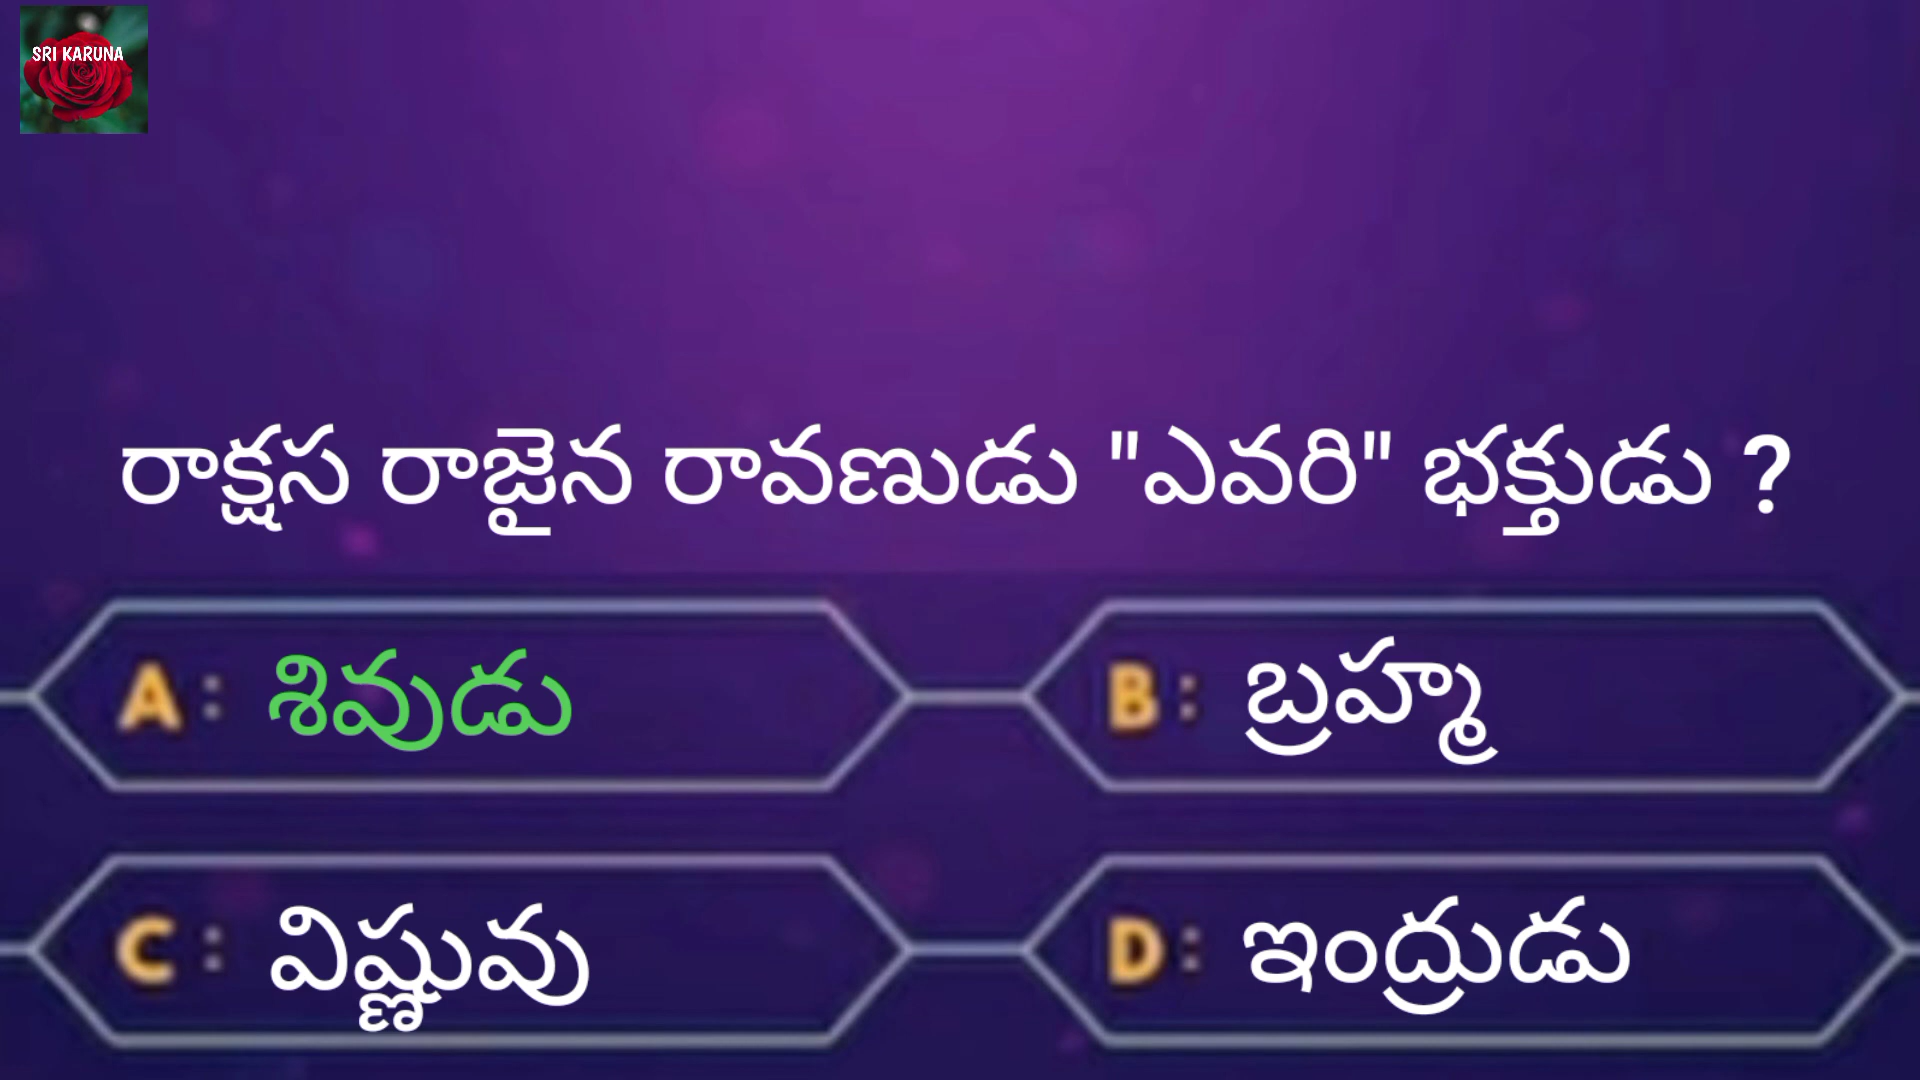 SRI KARUNA
రాక్షస రాజైన రావణుడు "ఎవరి" భక్తుడు ?
A : శివుడు
B : బ్రహ్మ
C : విష్ణువు
D : ఇంద్రుడు